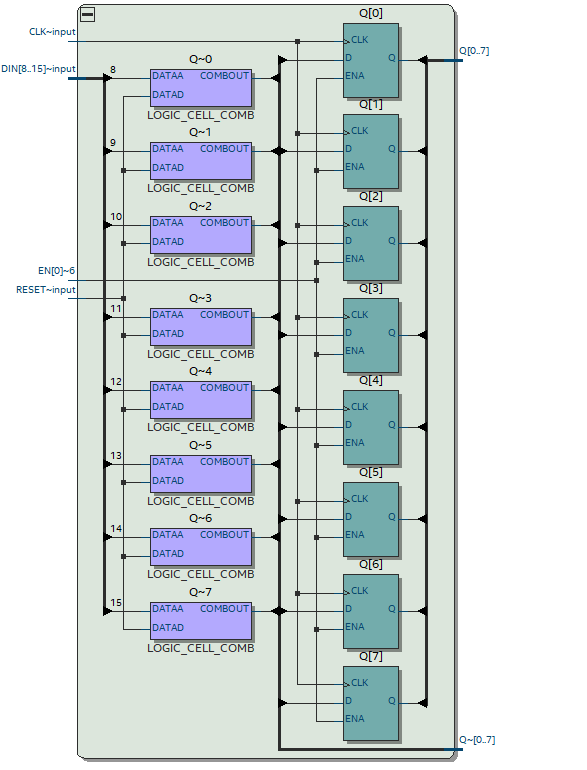 Q[0]
CLK~input
CLK
Q[0..7]
D Q
DIN[8..15]~input
ENA
Q~0
8
DATAA COMBOUT
DATAD
LOGIC_CELL_COMB
Q[1]
CLK
D Q
ENA
Q~1
9
DATAA COMBOUT
DATAD
LOGIC_CELL_COMB
Q[2]
CLK
D Q
ENA
Q~2
10
DATAA COMBOUT
DATAD
LOGIC_CELL_COMB
EN[0]~6
RESET~input
Q[3]
CLK
D Q
ENA
Q~3
11
DATAA COMBOUT
DATAD
LOGIC_CELL_COMB
Q[4]
CLK
D Q
ENA
Q~4
12
DATAA COMBOUT
DATAD
LOGIC_CELL_COMB
Q[5]
CLK
D Q
ENA
Q~5
13
DATAA COMBOUT
DATAD
LOGIC_CELL_COMB
Q[6]
CLK
D Q
ENA
Q~6
14
DATAA COMBOUT
DATAD
LOGIC_CELL_COMB
Q~7
15
DATAA COMBOUT
DATAD
LOGIC_CELL_COMB
Q[7]
CLK
D Q
ENA
Q~[0..7]